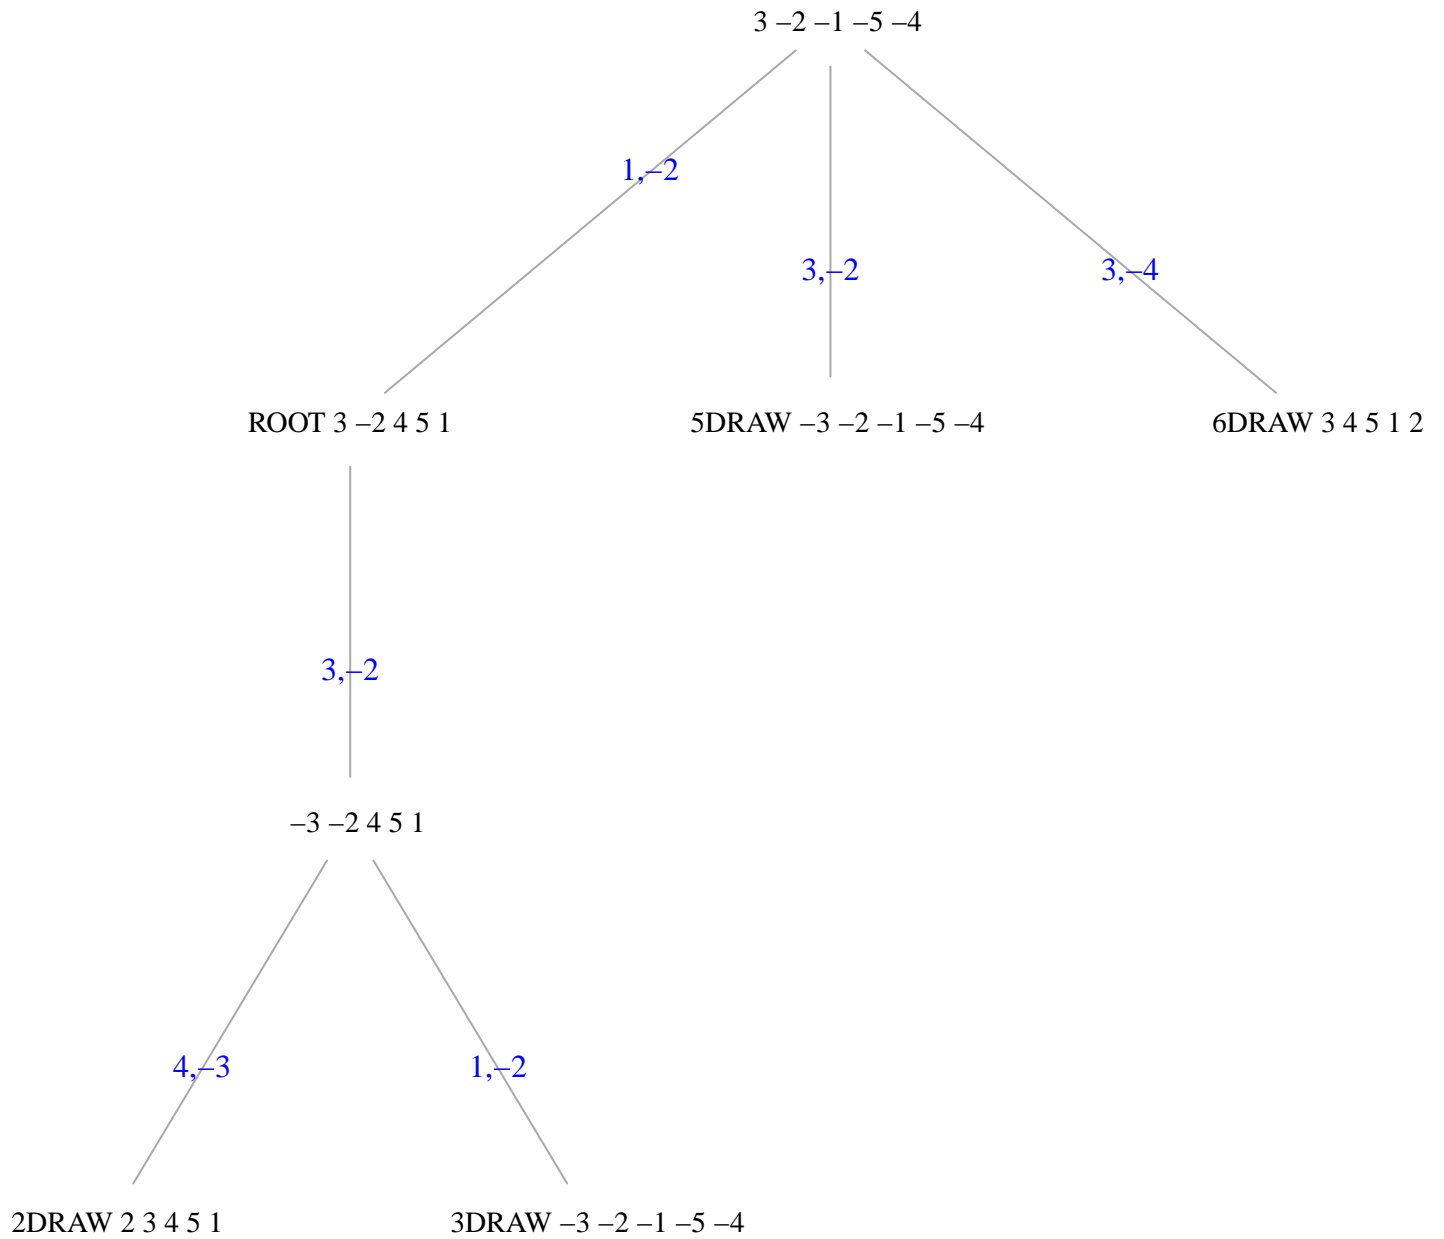 3 –2 –1 –5 –4
1,–2
3,–2
3,–4
ROOT 3 –2 4 5 1
5DRAW –3 –2 –1 –5 –4
6DRAW 3 4 5 1 2
3,–2
–3 –2 4 5 1
4,–3
1,–2
2DRAW 2 3 4 5 1
3DRAW –3 –2 –1 –5 –4